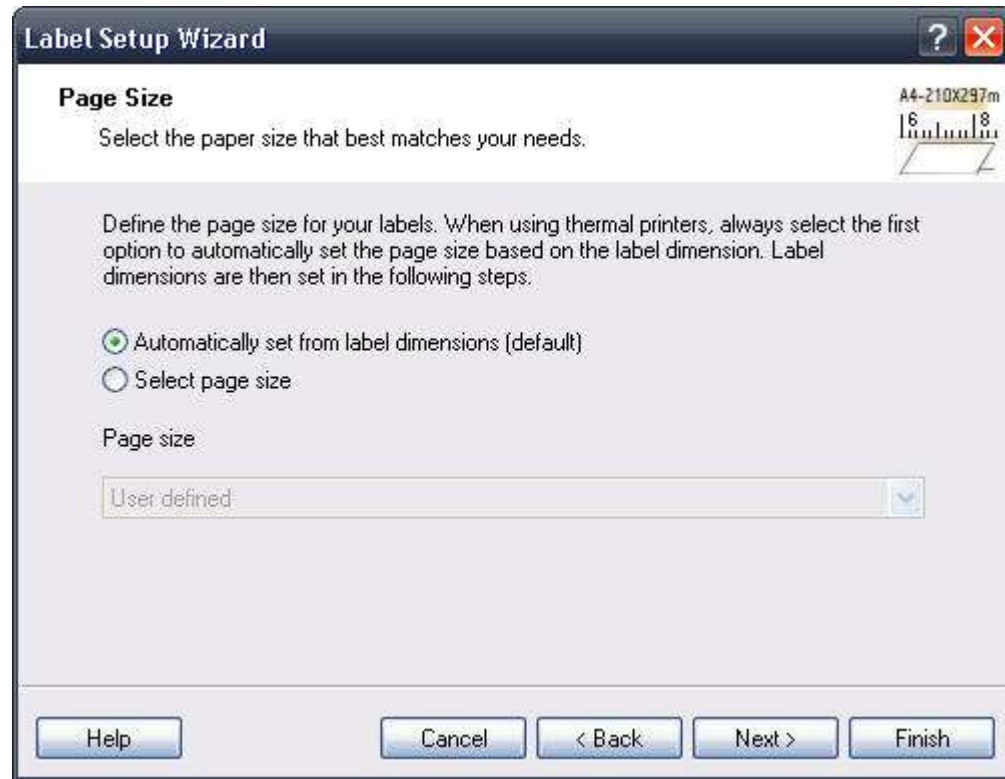 Label Setup Wizard
?
Page Size
Select the paper size that best matches your needs.
A4-210X297m
6 8
Define the page size for your labels. When using thermal printers, always select the first
option to automatically set the page size based on the label dimension. Label
dimensions are then set in the following steps.
Automatically set from label dimensions (default)
Select page size
Page size
User defined
Help
Cancel
< Back
Next >
Finish